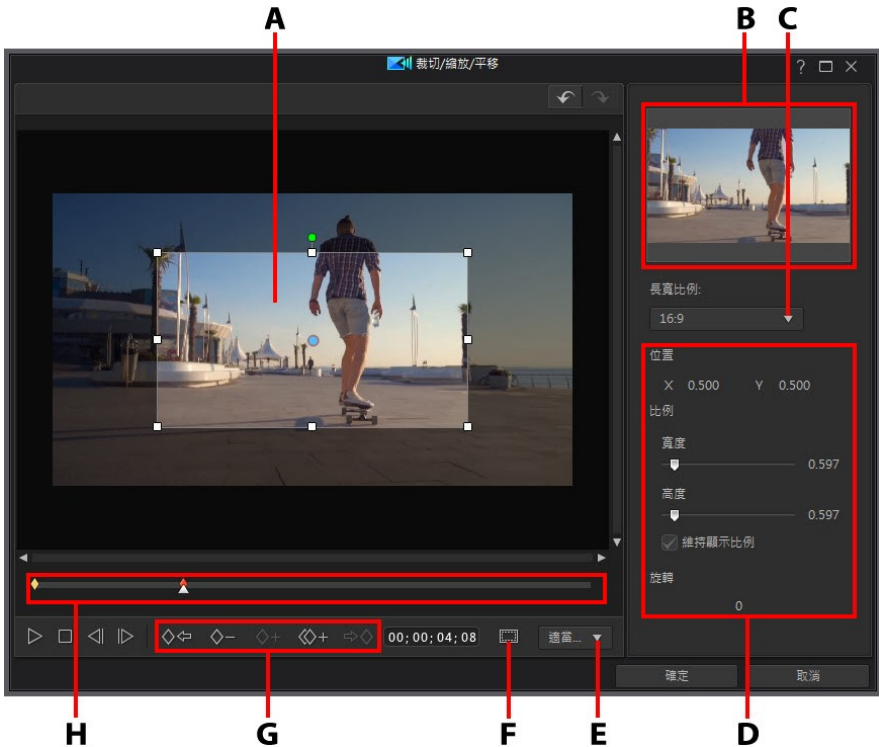 A
B C
裁切/縮放/平移
?
長寬比例:
16:9
位置
X 0.500 Y 0.500
比例
寬度
0.597
高度
0.597
維持顯示比例
旋轉
0
00;00;04;08
適當...
確定 取消
H G F E D